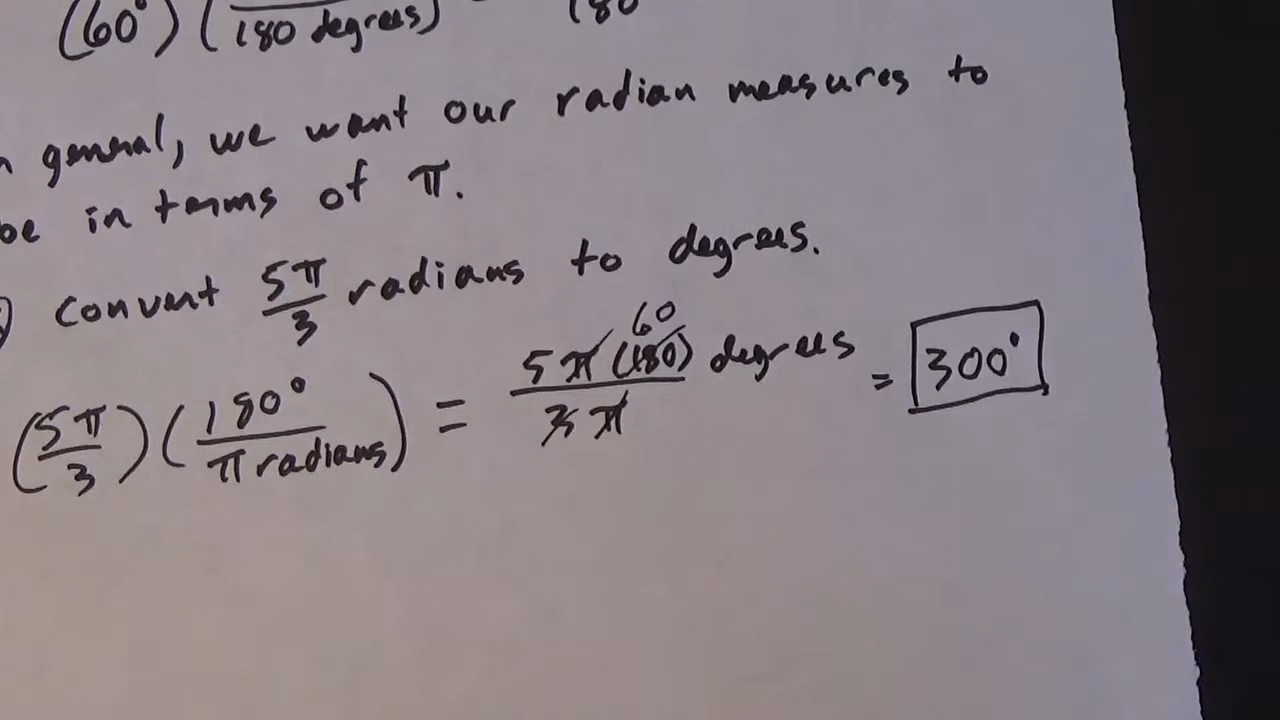 (60°) ( / 180 degrees) 180
general, we want our radian measures to
be in terms of π.
convert 5π/3 radians to degrees.
(5π/3)(180°/π radians) = 5π(180)/3π degrees = 300°
60